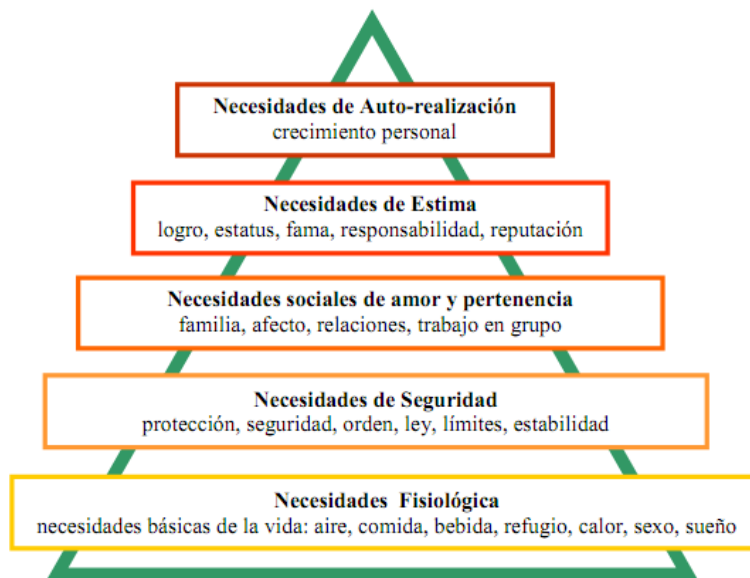 Necesidades de Auto-realización
crecimiento personal
Necesidades de Estima
logro, estatus, fama, responsabilidad, reputación
Necesidades sociales de amor y pertenencia
familia, afecto, relaciones, trabajo en grupo
Necesidades de Seguridad
protección, seguridad, orden, ley, límites, estabilidad
Necesidades Fisiológica
necesidades básicas de la vida: aire, comida, bebida, refugio, calor, sexo, sueño